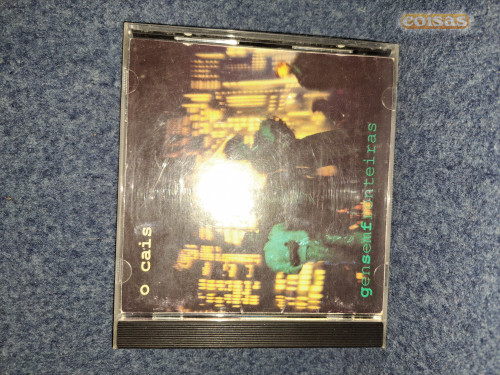 coisas
o cais
gensemfronteiras